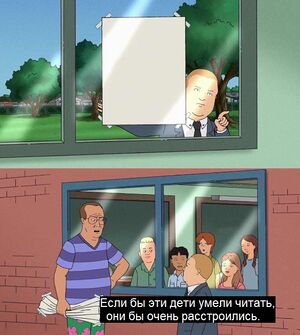 Если бы эти дети умели читать,
они бы очень расстроились.